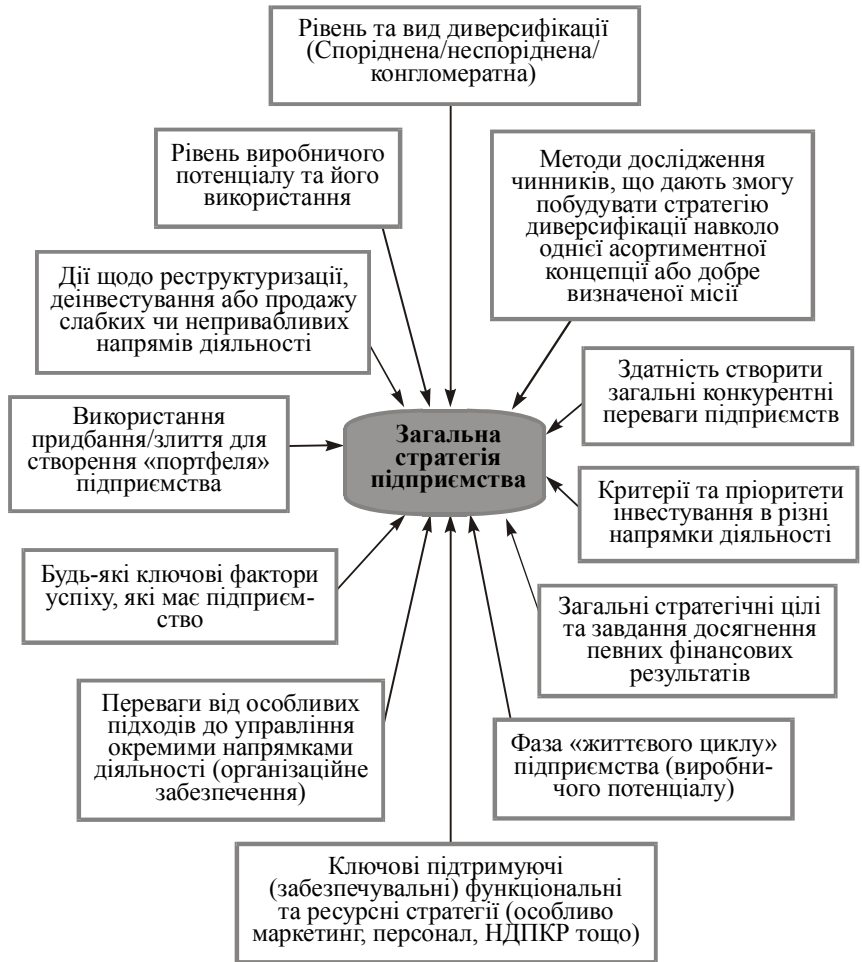 Рівень та вид диверсифікації
(Споріднена/неспоріднена/
конгломератна)
Рівень виробничого
потенціалу та його
використання
Методи дослідження
чинників, що дають змогу
побудувати стратегію
диверсифікації навколо
однієї асортиментної
концепції або добре
визначеної місії
Дії щодо реструктуризації,
деінвестування або продажу
слабких чи непривабливих
напрямів діяльності
Здатність створити
загальні конкурентні
переваги підприємств
Використання
придбання/злиття для
створення «портфеля»
підприємства
Загальна
стратегія
підприємства
Критерії та пріоритети
інвестування в різні
напрямки діяльності
Будь-які ключові фактори
успіху, які має підприєм-
ство
Загальні стратегічні цілі
та завдання досягнення
певних фінансових
результатів
Переваги від особливих
підходів до управління
окремими напрямками
діяльності (організаційне
забезпечення)
Фаза «життєвого циклу»
підприємства (виробни-
чого потенціалу)
Ключові підтримуючі
(забезпечувальні) функціональні
та ресурсні стратегії (особливо
маркетинг, персонал, НДПКР тощо)